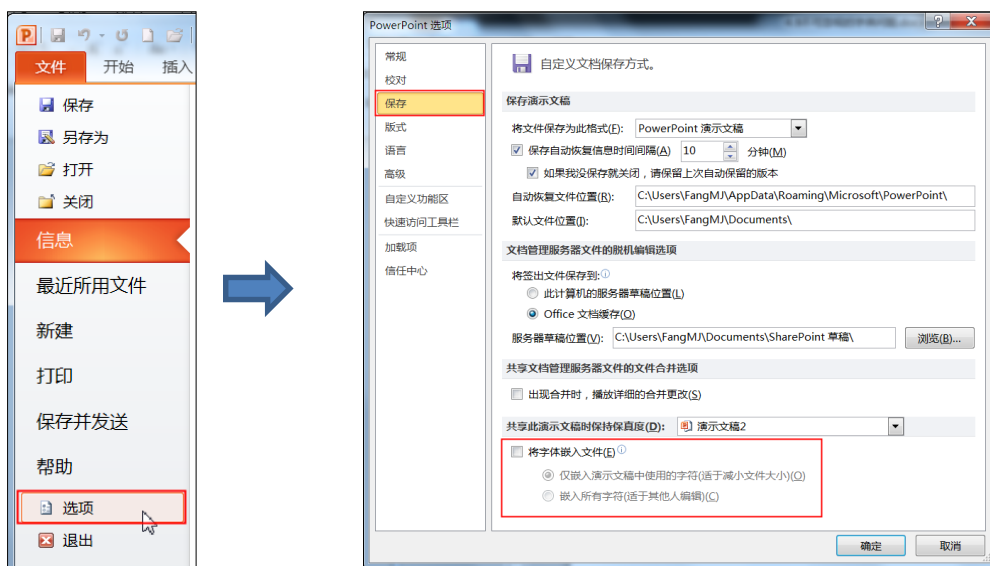 文件 开始 插入
保存
另存为
打开
关闭
信息
最近所用文件
新建
打印
保存并发送
帮助
选项
退出
PowerPoint 选项
常规
校对
保存
版式
语言
高级
自定义功能区
快速访问工具栏
加载项
信任中心
自定义文档保存方式。
保存演示文稿
将文件保存为此格式(F): PowerPoint 演示文稿
保存自动恢复信息时间间隔(A) 10 分钟(M)
如果我没保存就关闭，请保留上次自动保留的版本
自动恢复文件位置(R): C:\Users\FangMJ\AppData\Roaming\Microsoft\PowerPoint\
默认文件位置(I): C:\Users\FangMJ\Documents\
文档管理服务器文件的脱机编辑选项
将签出文件保存到:
此计算机的服务器草稿位置(L)
Office 文档缓存(O)
服务器草稿位置(V): C:\Users\FangMJ\Documents\SharePoint 草稿\ 浏览(B)...
共享文档管理服务器文件的文件合并选项
出现合并时，播放详细的合并更改(S)
共享此演示文稿时保持保真度(D): 演示文稿2
将字体嵌入文件(E)
仅嵌入演示文稿中使用的字符(适于减小文件大小)(O)
嵌入所有字符(适于其他人编辑)(C)
确定 取消